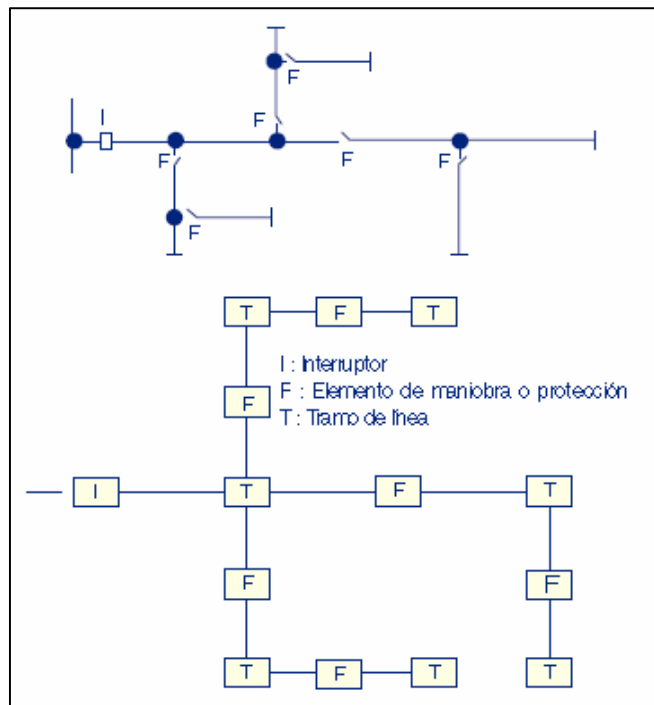 F
I
F
F
F
F
F
T F T
I : Interruptor
F : Elemento de maniobra o protección
F
T : Tramo de línea
I T F T
F F
T F T T